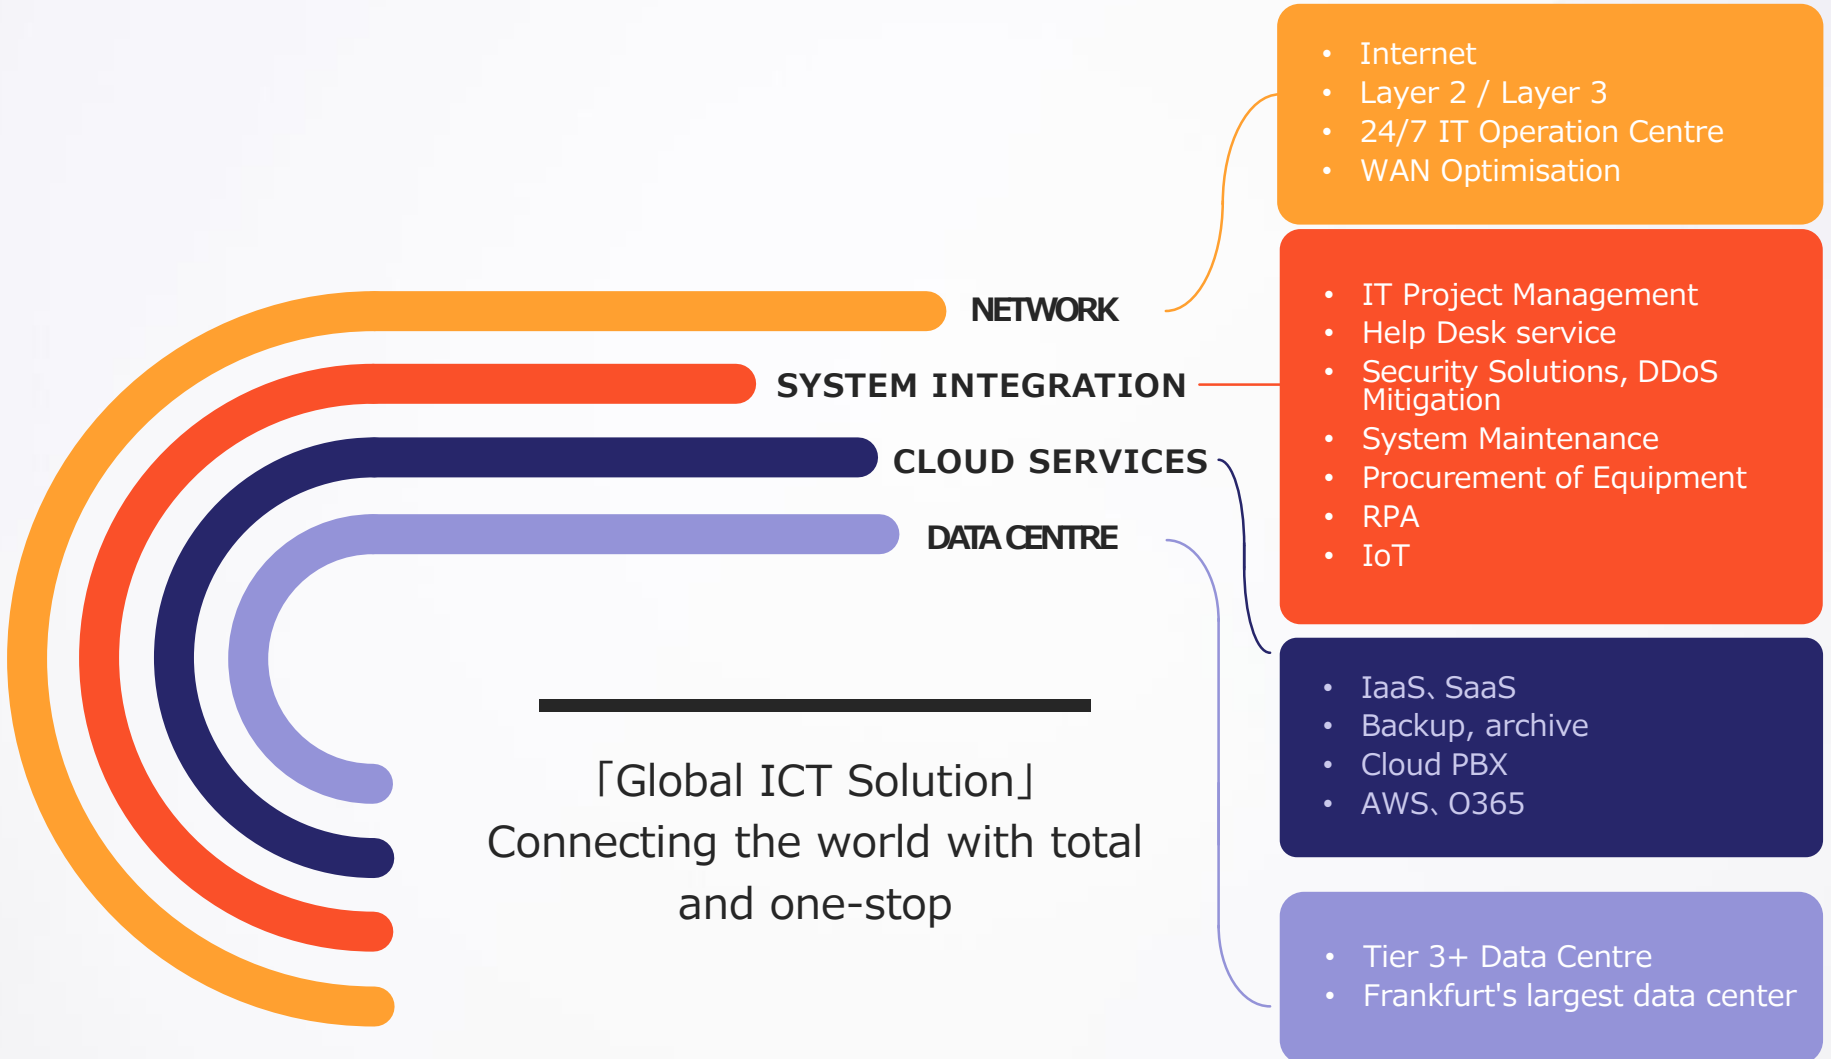 NETWORK
SYSTEM INTEGRATION
CLOUD SERVICES
DATA CENTRE
「Global ICT Solution」
Connecting the world with total
and one-stop
• Internet
• Layer 2 / Layer 3
• 24/7 IT Operation Centre
• WAN Optimisation
• IT Project Management
• Help Desk service
• Security Solutions, DDoS
Mitigation
• System Maintenance
• Procurement of Equipment
• RPA
• IoT
• IaaS、SaaS
• Backup, archive
• Cloud PBX
• AWS、O365
• Tier 3+ Data Centre
• Frankfurt's largest data center